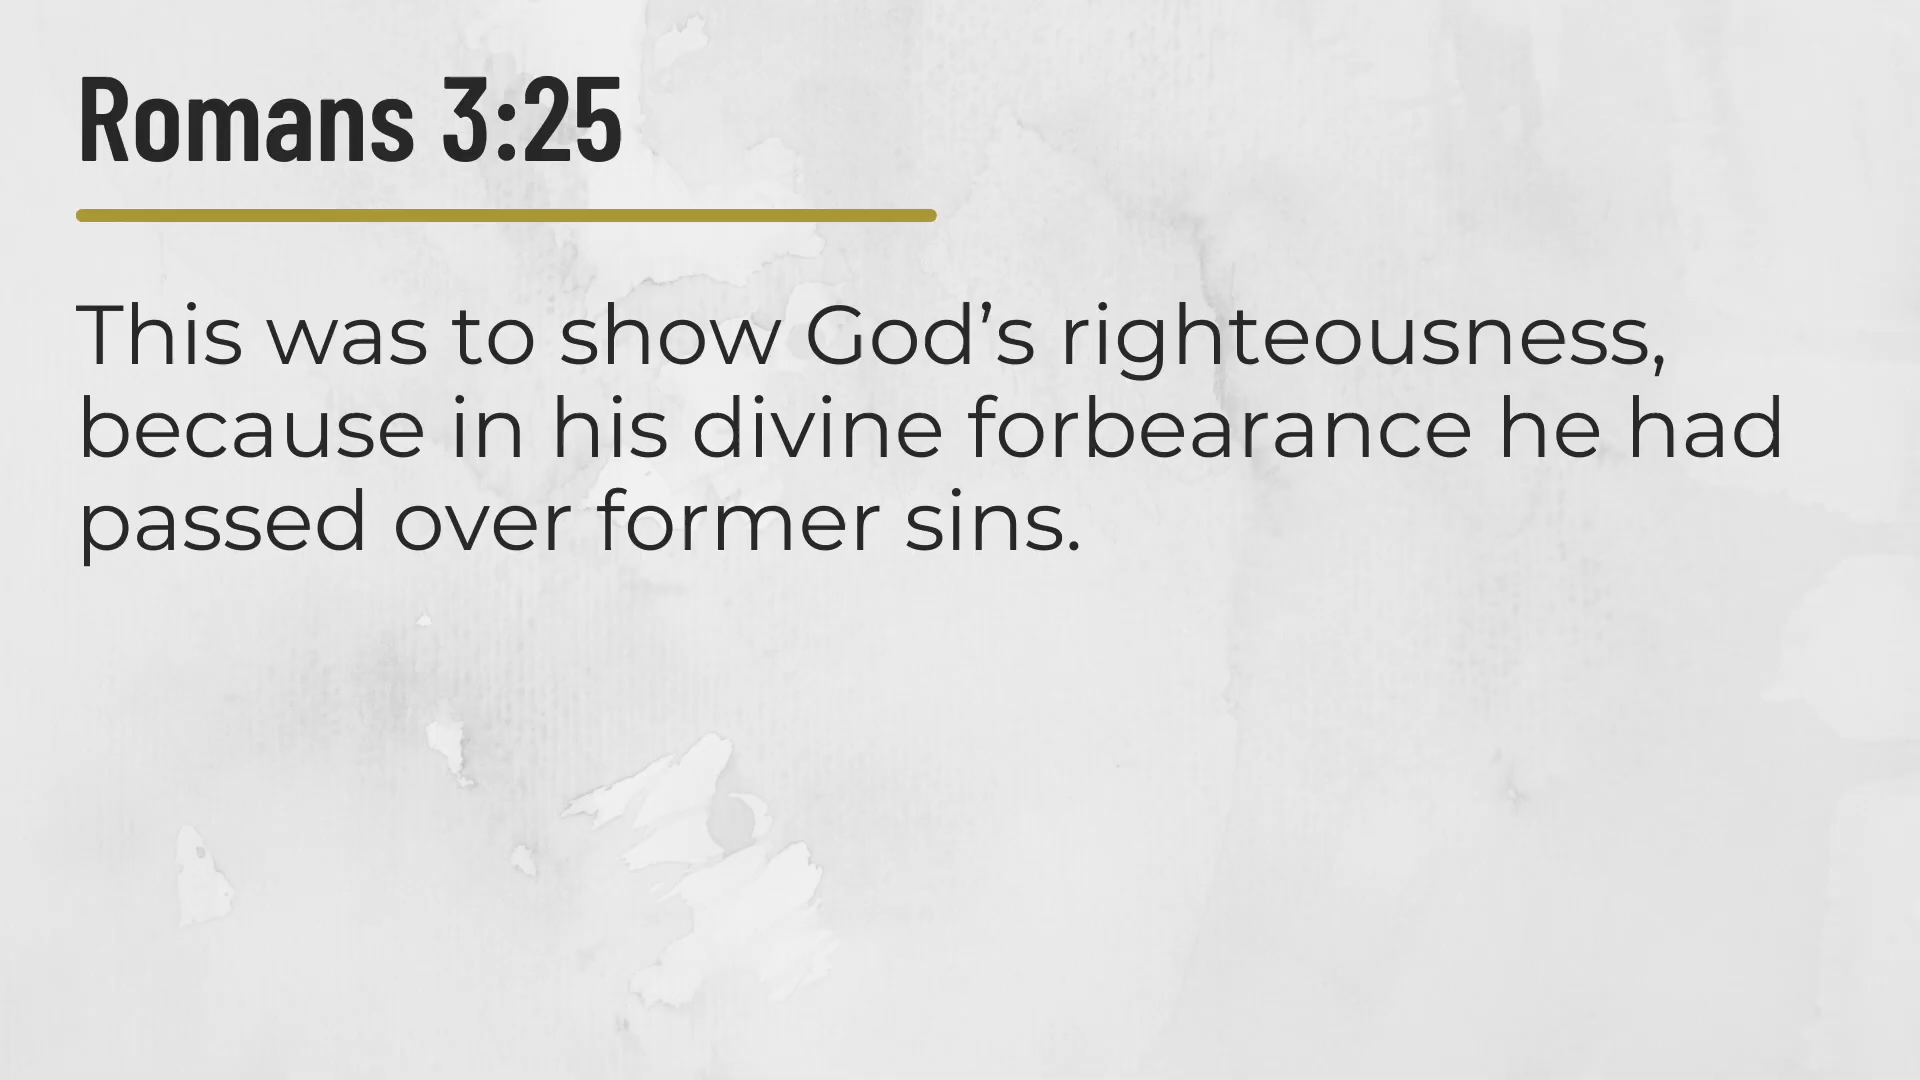 Romans 3:25
This was to show God’s righteousness,
because in his divine forbearance he had
passed over former sins.